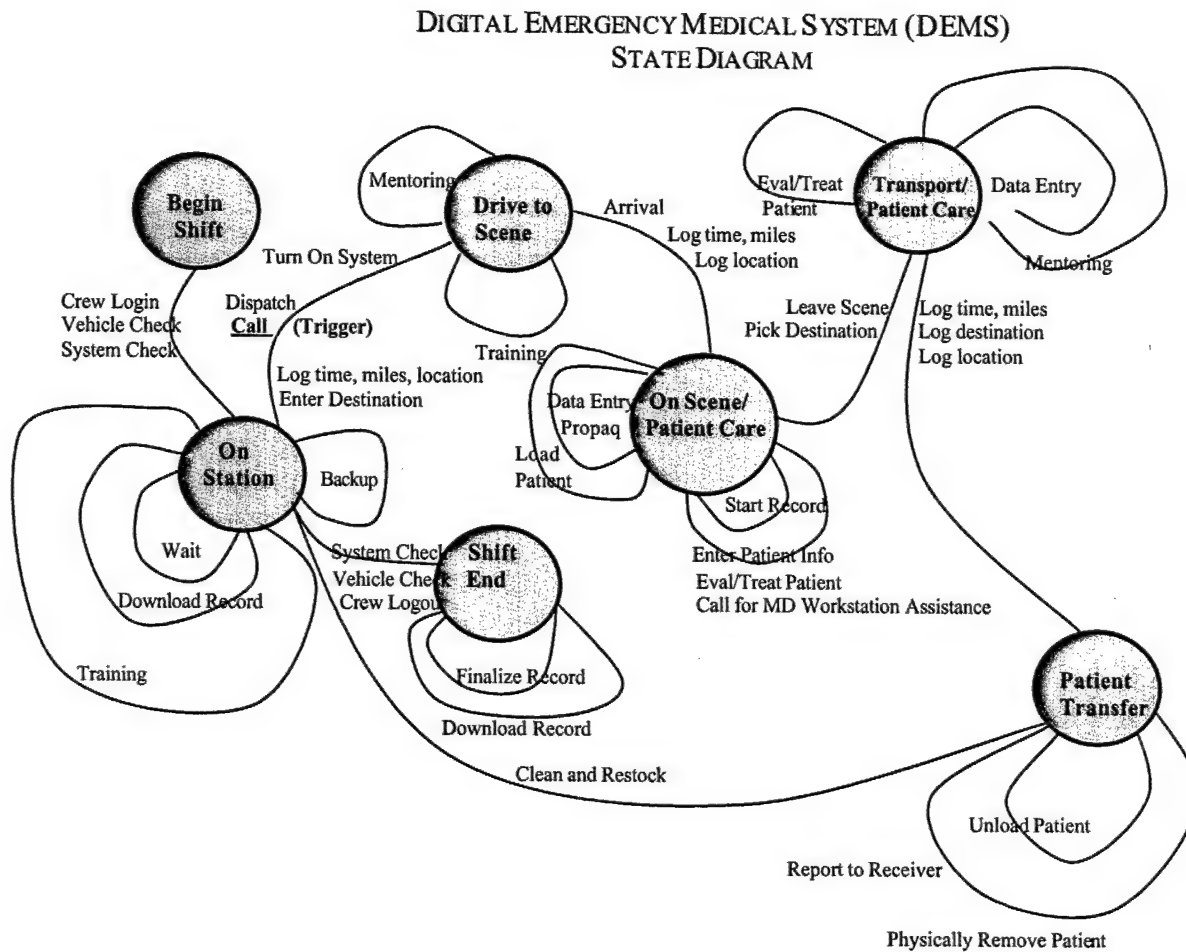 DIGITAL EMERGENCY MEDICAL SYSTEM (DEMS)
STATE DIAGRAM
Begin
Shift
Crew Login
Vehicle Check
System Check
Mentoring
Drive to
Scene
Turn On System
Dispatch
Call (Trigger)
Log time, miles, location
Enter Destination
Training
Arrival
Log time, miles
Log location
Eval/Treat
Patient
Transport/
Patient Care
Data Entry
Mentoring
Leave Scene
Pick Destination
Log time, miles
Log destination
Log location
On Scene/
Patient Care
Data Entry
Propaq
Load
Patient
Start Record
Enter Patient Info
Eval/Treat Patient
Call for MD Workstation Assistance
On
Station
Backup
Wait
Download Record
Training
System Check
Vehicle Check
Crew Logout
Shift
End
Finalize Record
Download Record
Clean and Restock
Patient
Transfer
Unload Patient
Report to Receiver
Physically Remove Patient